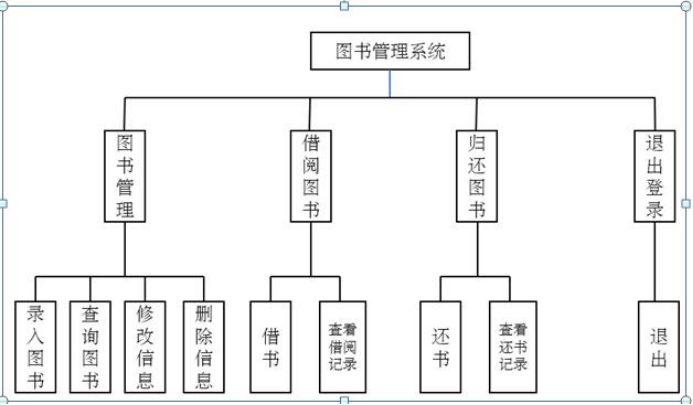 图书管理系统
图书管理
借阅图书
归还图书
退出登录
录入图书
查询图书
修改信息
删除信息
借书
查看
借阅
记录
还书
查看
还书
记录
退出